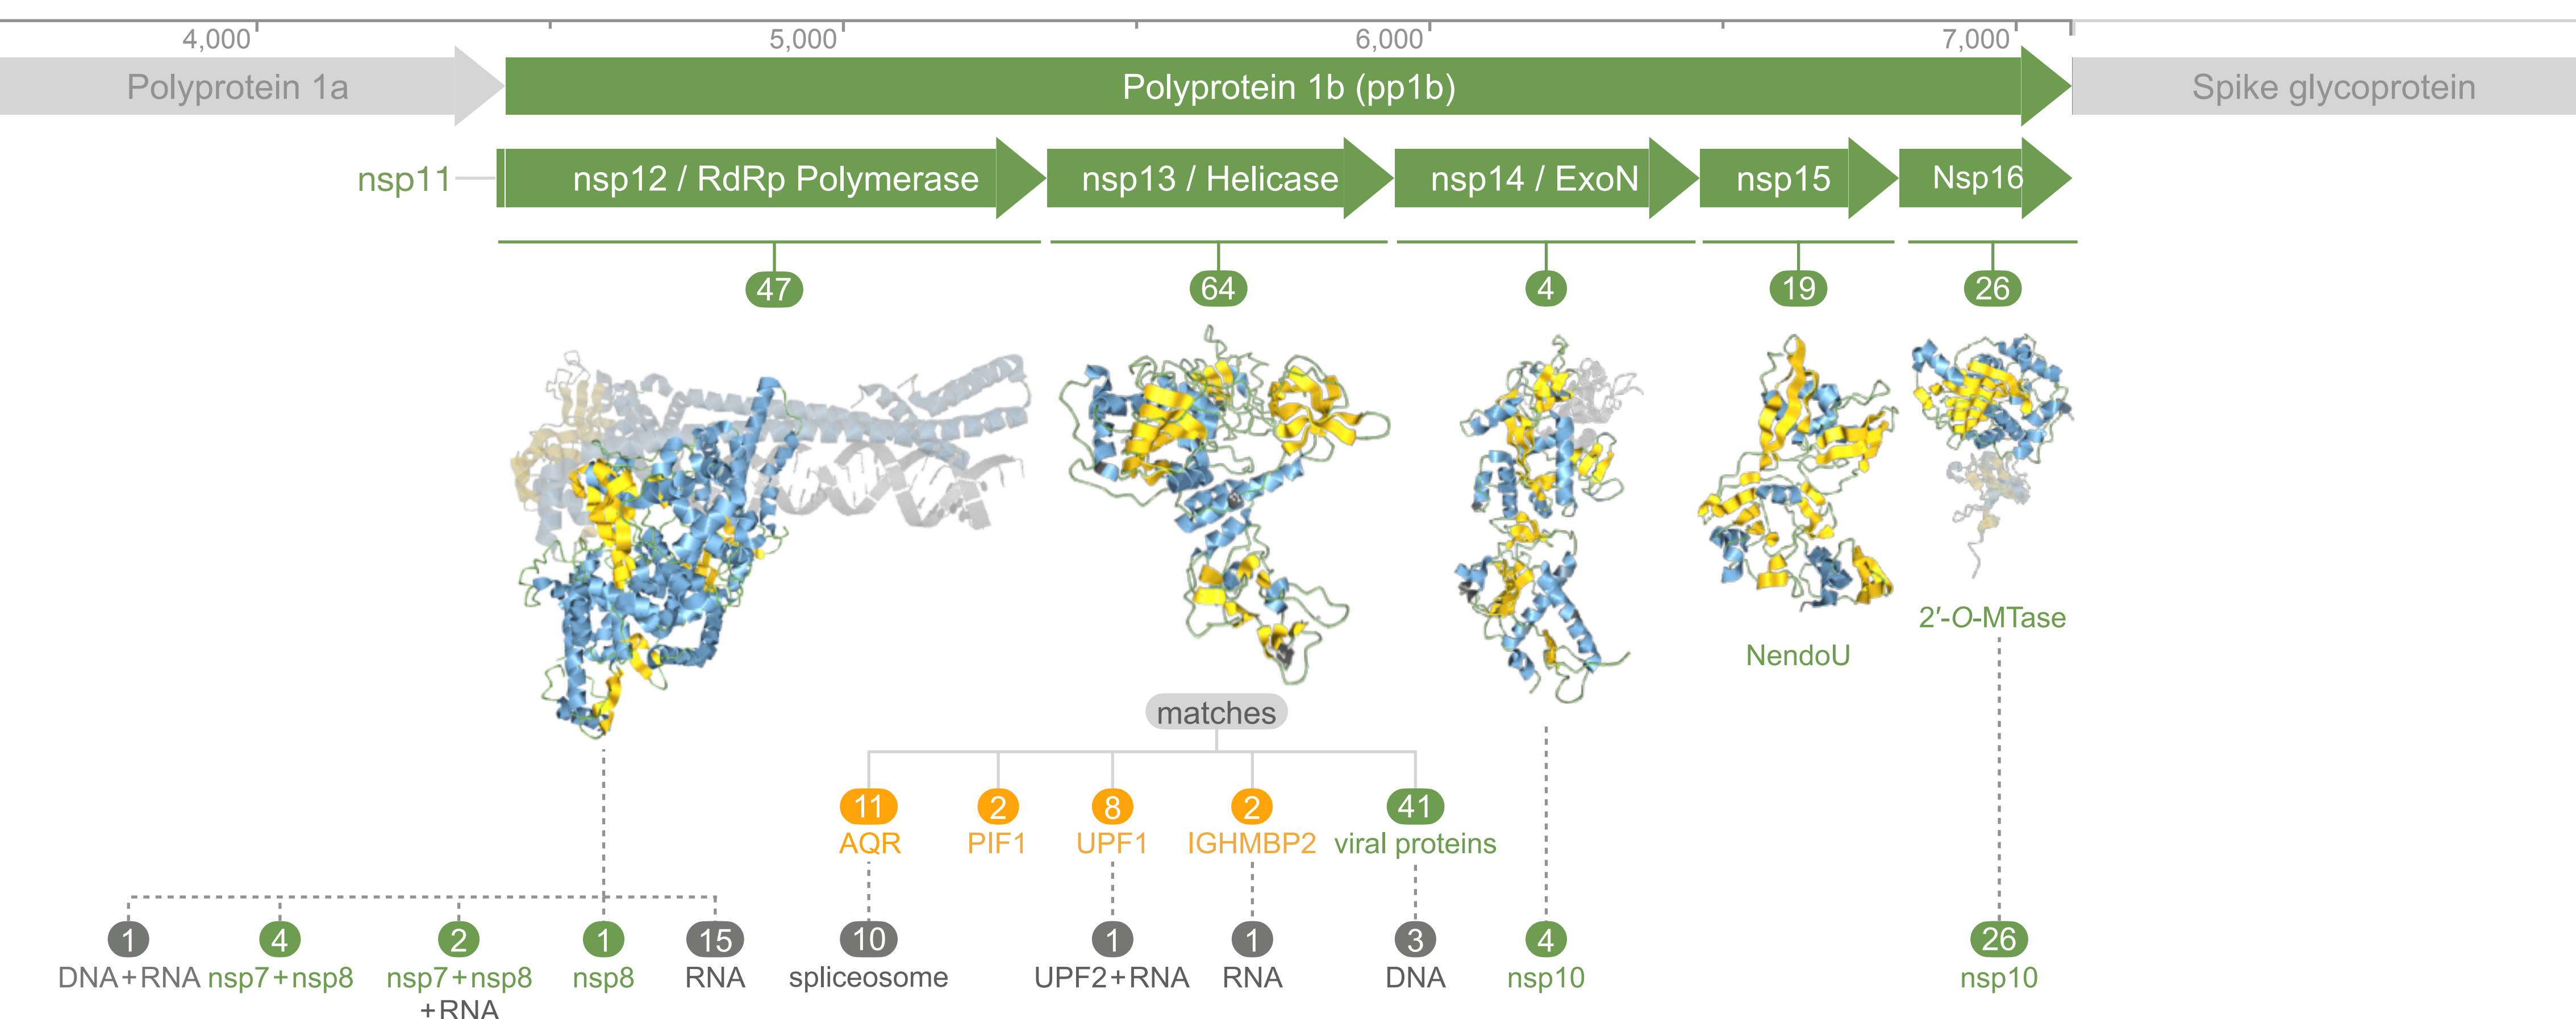 4,000
5,000
6,000
7,000
Polyprotein 1a
Polyprotein 1b (pp1b)
Spike glycoprotein
nsp11
nsp12 / RdRp Polymerase
nsp13 / Helicase
nsp14 / ExoN
nsp15
Nsp16
47
64
4
19
26
2′-O-MTase
NendoU
matches
11
2
8
2
41
AQR
PIF1
UPF1
IGHMBP2
viral proteins
1
4
2
1
15
10
1
1
3
4
26
DNA+RNA
nsp7+nsp8
nsp7+nsp8
+RNA
nsp8
RNA
spliceosome
UPF2+RNA
RNA
DNA
nsp10
nsp10